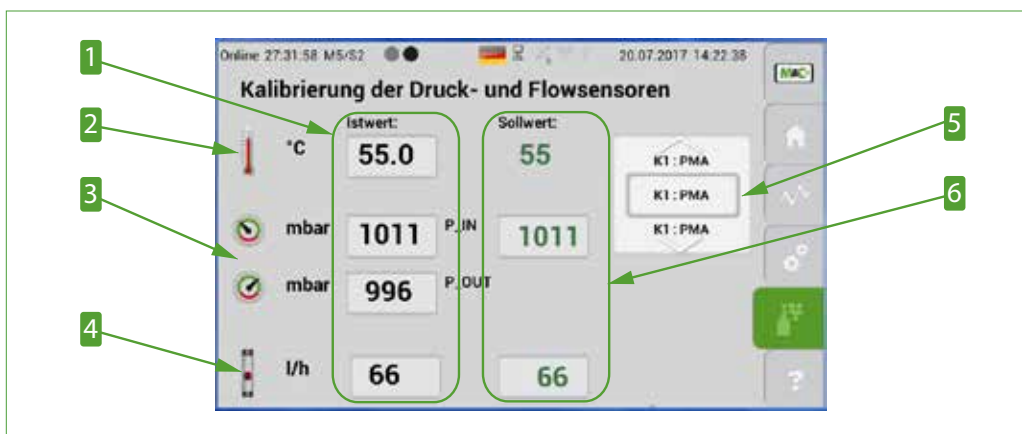 1
2
3
4
5
6
Online 27:31:58 M5/S2
20.07.2017 14:22:38
MAC
Kalibrierung der Druck- und Flowsensoren
Istwert:
Sollwert:
°C
55.0
55
K1 : PMA
K1 : PMA
K1 : PMA
mbar
1011
P_IN
1011
mbar
996
P_OUT
l/h
66
66
?